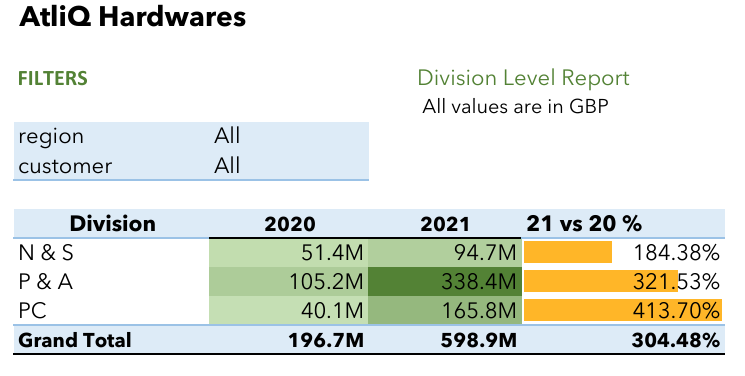 AtliQ Hardwares
FILTERS Division Level Report
All values are in GBP
region All
customer All
Division 2020 2021 21 vs 20 %
N & S 51.4M 94.7M 184.38%
P & A 105.2M 338.4M 321.53%
PC 40.1M 165.8M 413.70%
Grand Total 196.7M 598.9M 304.48%